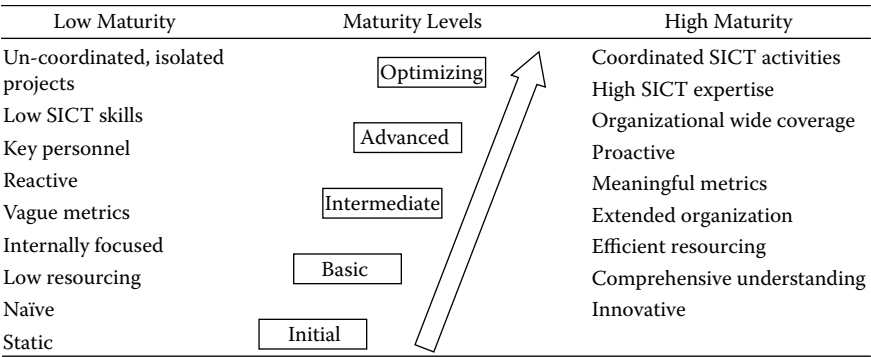 Low Maturity
Maturity Levels
High Maturity
Un-coordinated, isolated
projects
Low SICT skills
Key personnel
Reactive
Vague metrics
Internally focused
Low resourcing
Naïve
Static
Optimizing
Advanced
Intermediate
Basic
Initial
Coordinated SICT activities
High SICT expertise
Organizational wide coverage
Proactive
Meaningful metrics
Extended organization
Efficient resourcing
Comprehensive understanding
Innovative